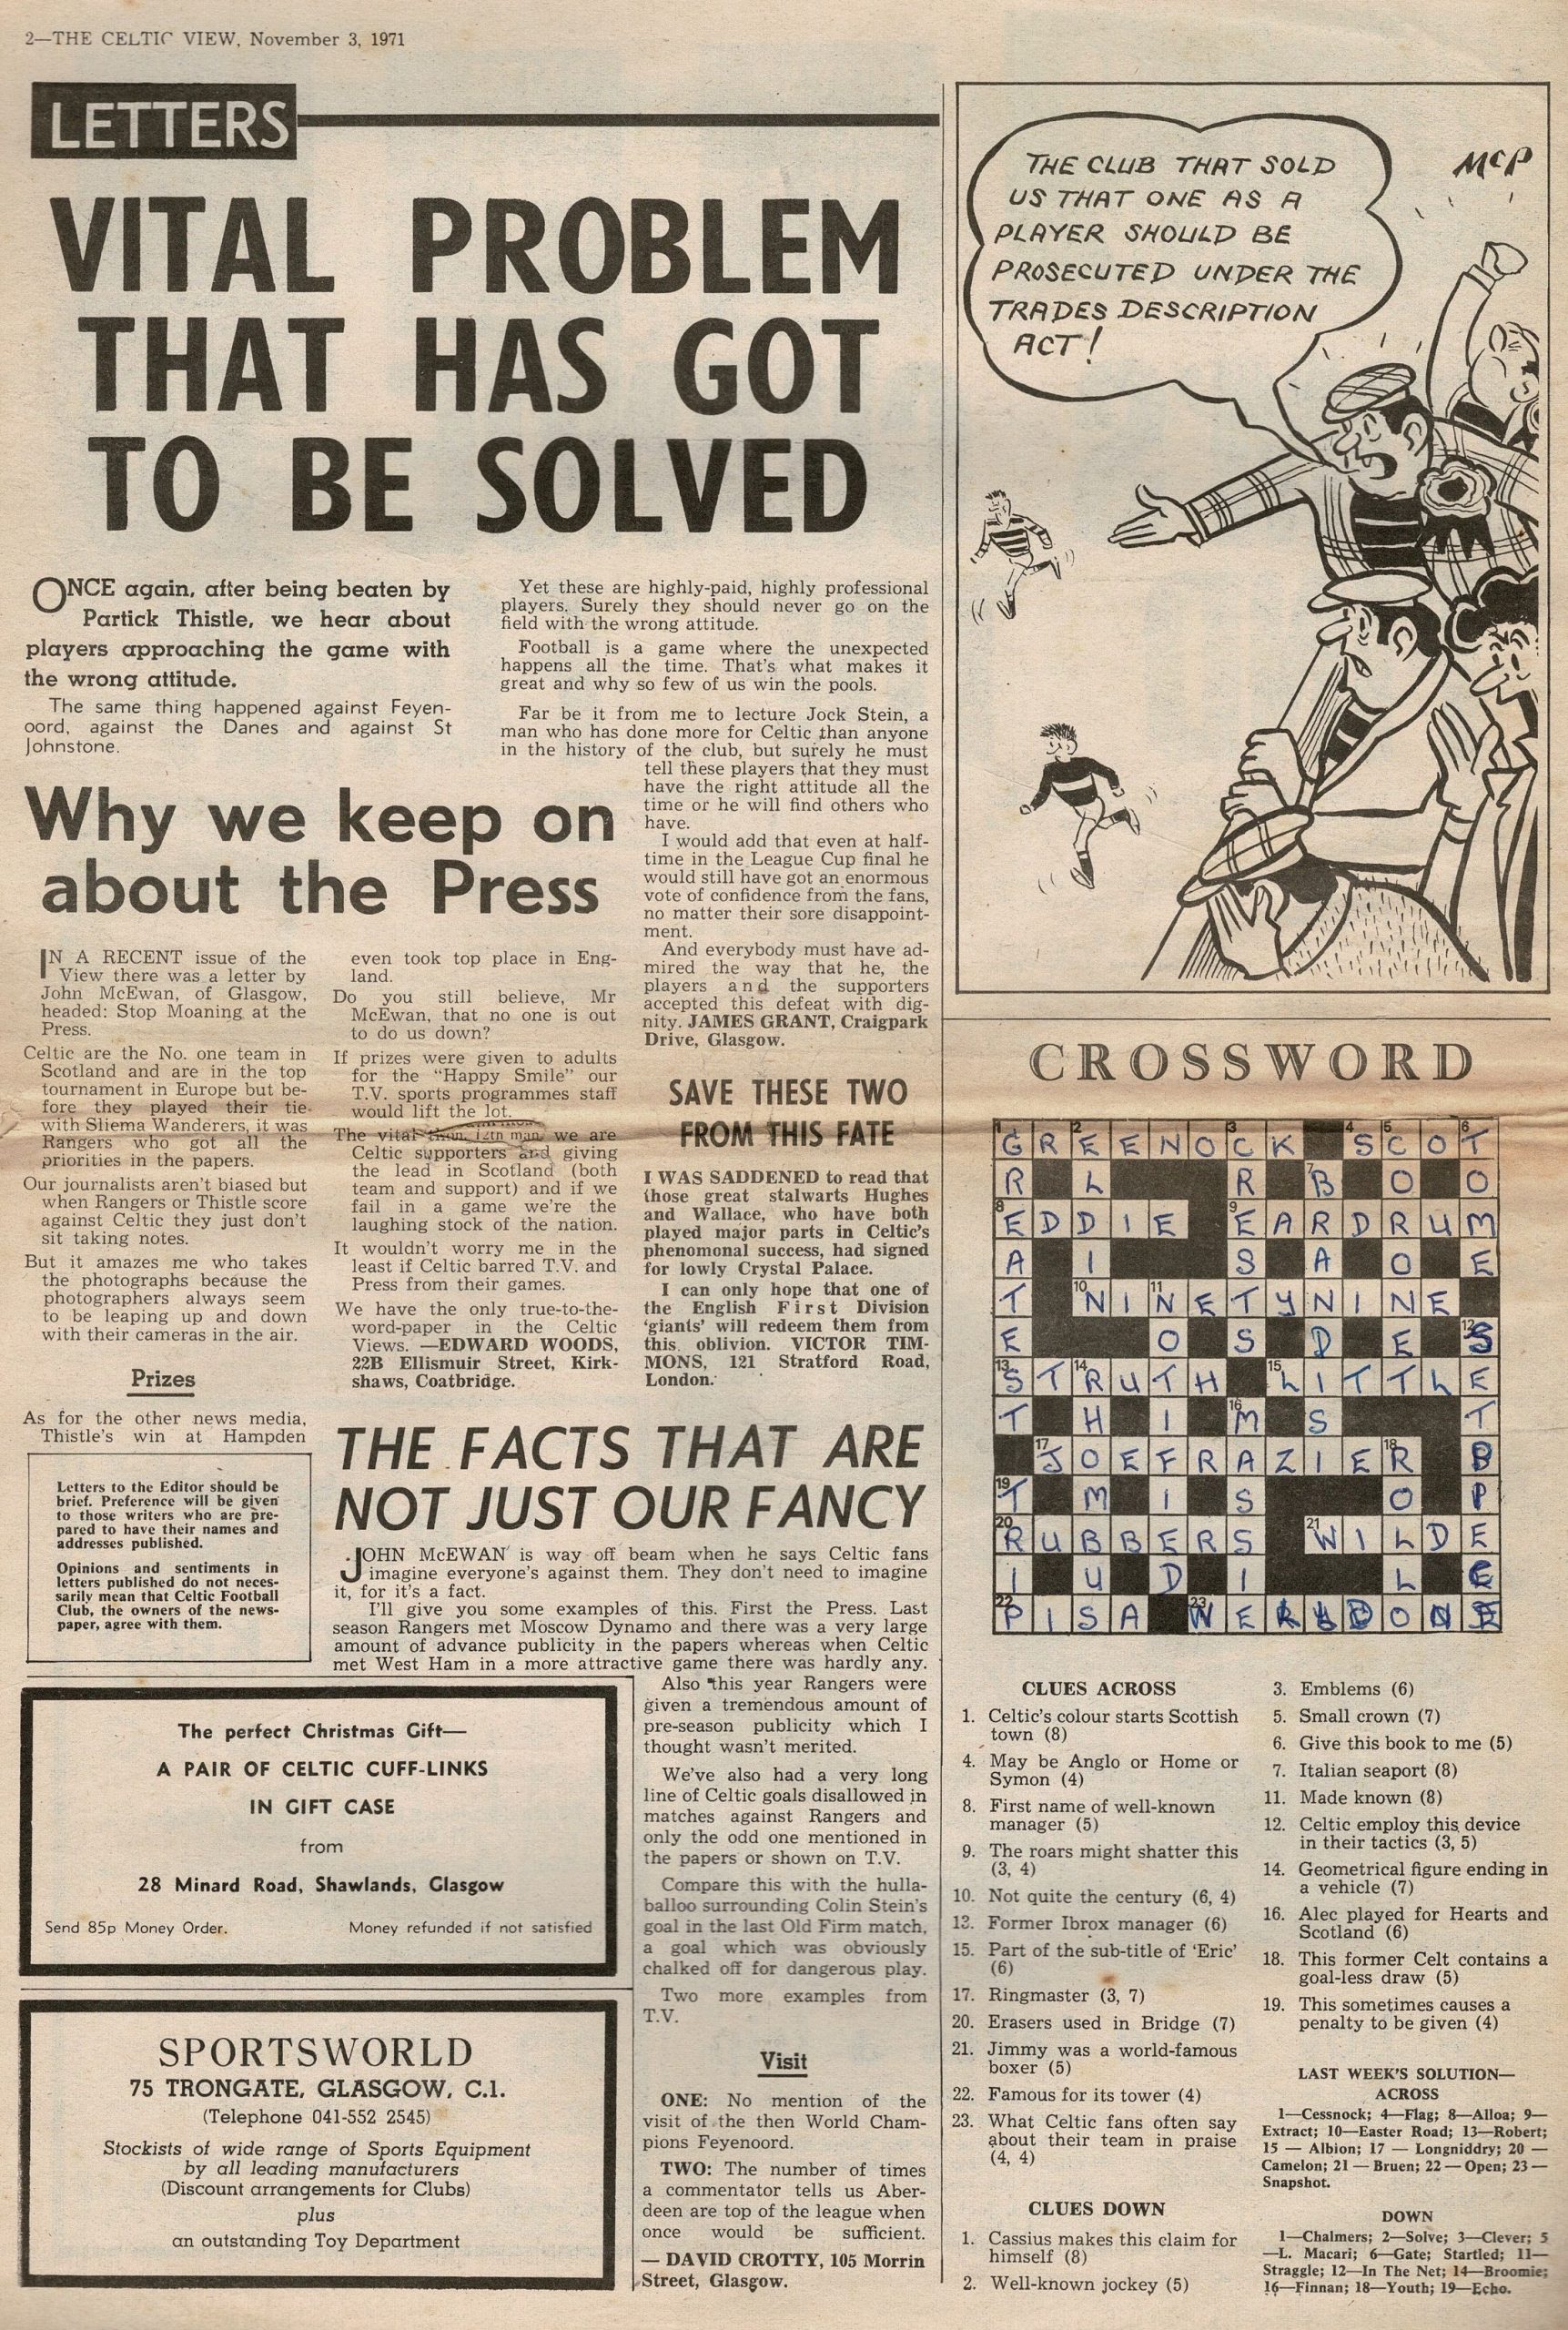 2—THE CELTIC VIEW, November 3, 1971
LETTERS
VITAL PROBLEM
THAT HAS GOT
TO BE SOLVED
ONCE again, after being beaten by
Partick Thistle, we hear about
players approaching the game with
the wrong attitude.
The same thing happened against Feyen-
oord, against the Danes and against St
Johnstone.
Yet these are highly-paid, highly professional
players. Surely they should never go on the
field with the wrong attitude.
Football is a game where the unexpected
happens all the time. That's what makes it
great and why so few of us win the pools.
Far be it from me to lecture Jock Stein, a
man who has done more for Celtic than anyone
in the history of the club, but surely he must
tell these players that they must
have the right attitude all the
time or he will find others who
have.
I would add that even at half-
time in the League Cup final he
would still have got an enormous
vote of confidence from the fans,
no matter their sore disappoint-
ment.
And everybody must have ad-
mired the way that he, the
players and the supporters
accepted this defeat with dig-
nity. JAMES GRANT, Craigpark
Drive, Glasgow.
Why we keep on
about the Press
IN A RECENT issue of the
View there was a letter by
John McEwan, of Glasgow,
headed: Stop Moaning at the
Press.
Celtic are the No. one team in
Scotland and are in the top
tournament in Europe but be-
fore they played their tie
with Sliema Wanderers, it was
Rangers who got all the
priorities in the papers.
Our journalists aren't biased but
when Rangers or Thistle score
against Celtic they just don't
sit taking notes.
But it amazes me who takes
the photographs because the
photographers always seem
to be leaping up and down
with their cameras in the air.
Prizes
As for the other news media,
Thistle's win at Hampden
even took top place in Eng-
land.
Do you still believe, Mr
McEwan, that no one is out
to do us down?
If prizes were given to adults
for the "Happy Smile" our
T.V. sports programmes staff
would lift the lot.
The vital than, 12th man, we are
Celtic supporters and giving
the lead in Scotland (both
team and support) and if we
fail in a game we're the
laughing stock of the nation.
It wouldn't worry me in the
least if Celtic barred T.V. and
Press from their games.
We have the only true-to-the-
word-paper in the Celtic
Views. —EDWARD WOODS,
22B Ellismuir Street, Kirk-
shaws, Coatbridge.
SAVE THESE TWO
FROM THIS FATE
I WAS SADDENED to read that
those great stalwarts Hughes
and Wallace, who have both
played major parts in Celtic's
phenomonal success, had signed
for lowly Crystal Palace.
I can only hope that one of
the English First Division
'giants' will redeem them from
this oblivion. VICTOR TIM-
MONS, 121 Stratford Road,
London.
Letters to the Editor should be
brief. Preference will be given
to those writers who are pre-
pared to have their names and
addresses published.
Opinions and sentiments in
letters published do not neces-
sarily mean that Celtic Football
Club, the owners of the news-
paper, agree with them.
THE FACTS THAT ARE
NOT JUST OUR FANCY
JOHN McEWAN is way off beam when he says Celtic fans
imagine everyone's against them. They don't need to imagine
it, for it's a fact.
I'll give you some examples of this. First the Press. Last
season Rangers met Moscow Dynamo and there was a very large
amount of advance publicity in the papers whereas when Celtic
met West Ham in a more attractive game there was hardly any.
Also this year Rangers were
given a tremendous amount of
pre-season publicity which I
thought wasn't merited.
We've also had a very long
line of Celtic goals disallowed in
matches against Rangers and
only the odd one mentioned in
the papers or shown on T.V.
Compare this with the hulla-
balloo surrounding Colin Stein's
goal in the last Old Firm match,
a goal which was obviously
chalked off for dangerous play.
Two more examples from
T.V.
Visit
ONE: No mention of the
visit of the then World Cham-
pions Feyenoord.
TWO: The number of times
a commentator tells us Aber-
deen are top of the league when
once would be sufficient.
— DAVID CROTTY, 105 Morrin
Street, Glasgow.
The perfect Christmas Gift—
A PAIR OF CELTIC CUFF-LINKS
IN GIFT CASE
from
28 Minard Road, Shawlands, Glasgow
Send 85p Money Order. Money refunded if not satisfied
SPORTSWORLD
75 TRONGATE, GLASGOW, C.1.
(Telephone 041-552 2545)
Stockists of wide range of Sports Equipment
by all leading manufacturers
(Discount arrangements for Clubs)
plus
an outstanding Toy Department
THE CLUB THAT SOLD
US THAT ONE AS A
PLAYER SHOULD BE
PROSECUTED UNDER THE
TRADES DESCRIPTION
ACT!
McP
CROSSWORD
1 G R E 2 E N O 3 C K 4 S 5 C O 6 T
R L R 7 B O O
8 E D D I E 9 E A R D R U M
A I S A O E
T 10 N I 11 N E T Y N I N E
E O S D E 12 S
13 S T 14 R U T H 15 L I T T L E
T H I 16 M S T
17 J O E F R A Z I E 18 R P
19 T M I S O P
20 R U B B E R S 21 W I L D E
I U D I L C
22 P I S A 23 W E L L D O N E
CLUES ACROSS
1. Celtic's colour starts Scottish
town (8)
4. May be Anglo or Home or
Symon (4)
8. First name of well-known
manager (5)
9. The roars might shatter this
(3, 4)
10. Not quite the century (6, 4)
13. Former Ibrox manager (6)
15. Part of the sub-title of 'Eric'
(6)
17. Ringmaster (3, 7)
20. Erasers used in Bridge (7)
21. Jimmy was a world-famous
boxer (5)
22. Famous for its tower (4)
23. What Celtic fans often say
about their team in praise
(4, 4)
CLUES DOWN
1. Cassius makes this claim for
himself (8)
2. Well-known jockey (5)
3. Emblems (6)
5. Small crown (7)
6. Give this book to me (5)
7. Italian seaport (8)
11. Made known (8)
12. Celtic employ this device
in their tactics (3, 5)
14. Geometrical figure ending in
a vehicle (7)
16. Alec played for Hearts and
Scotland (6)
18. This former Celt contains a
goal-less draw (5)
19. This sometimes causes a
penalty to be given (4)
LAST WEEK'S SOLUTION—
ACROSS
1—Cessnock; 4—Flag; 8—Alloa; 9—
Extract; 10—Easter Road; 13—Robert;
15 — Albion; 17 — Longniddry; 20 —
Camelon; 21 — Bruen; 22 — Open; 23 —
Snapshot.
DOWN
1—Chalmers; 2—Solve; 3—Clever; 5
—L. Macari; 6—Gate; Startled; 11—
Straggle; 12—In The Net; 14—Broomie;
16—Finnan; 18—Youth; 19—Echo.